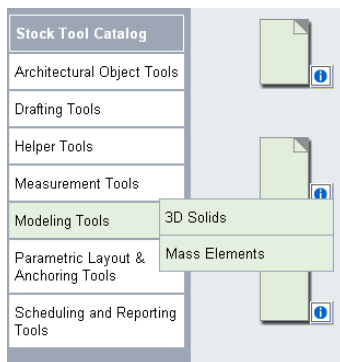 Stock Tool Catalog
Architectural Object Tools
Drafting Tools
Helper Tools
Measurement Tools
Modeling Tools
3D Solids
Mass Elements
Parametric Layout &
Anchoring Tools
Scheduling and Reporting
Tools